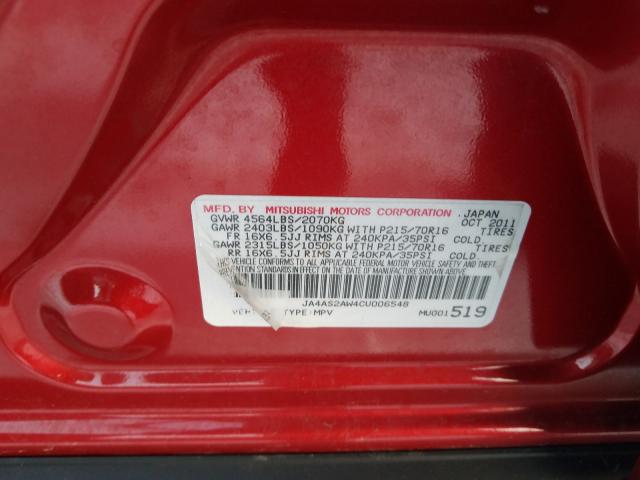 MFD. BY MITSUBISHI MOTORS CORPORATION, JAPAN
GVWR 4564LBS/2070KG OCT 2011
GAWR 2403LBS/1090KG WITH P215/70R16 TIRES
FR 16X6.5JJ RIMS AT 240KPA/35PSI COLD
GAWR 2315LBS/1050KG WITH P215/70R16 TIRES
RR 16X6.5JJ RIMS AT 240KPA/35PSI COLD
THIS VEHICLE CONFORMS TO ALL APPLICABLE FEDERAL MOTOR VEHICLE SAFETY
STANDARDS IN EFFECT ON THE DATE OF MANUFACTURE SHOWN ABOVE.
JA4AS2AW4CU006548
TYPE:MPV MU001519